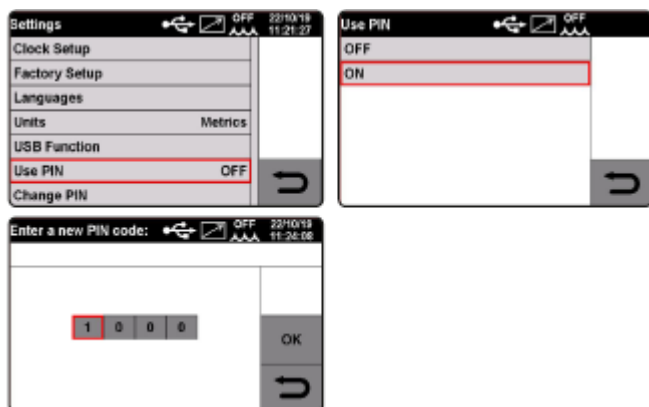 Settings OFF 22/10/19
11:21:27
Clock Setup
Factory Setup
Languages
Units Metrics
USB Function
Use PIN OFF
Change PIN
Use PIN OFF
OFF
ON
Enter a new PIN code: OFF 22/10/19
11:24:08
1 0 0 0
OK